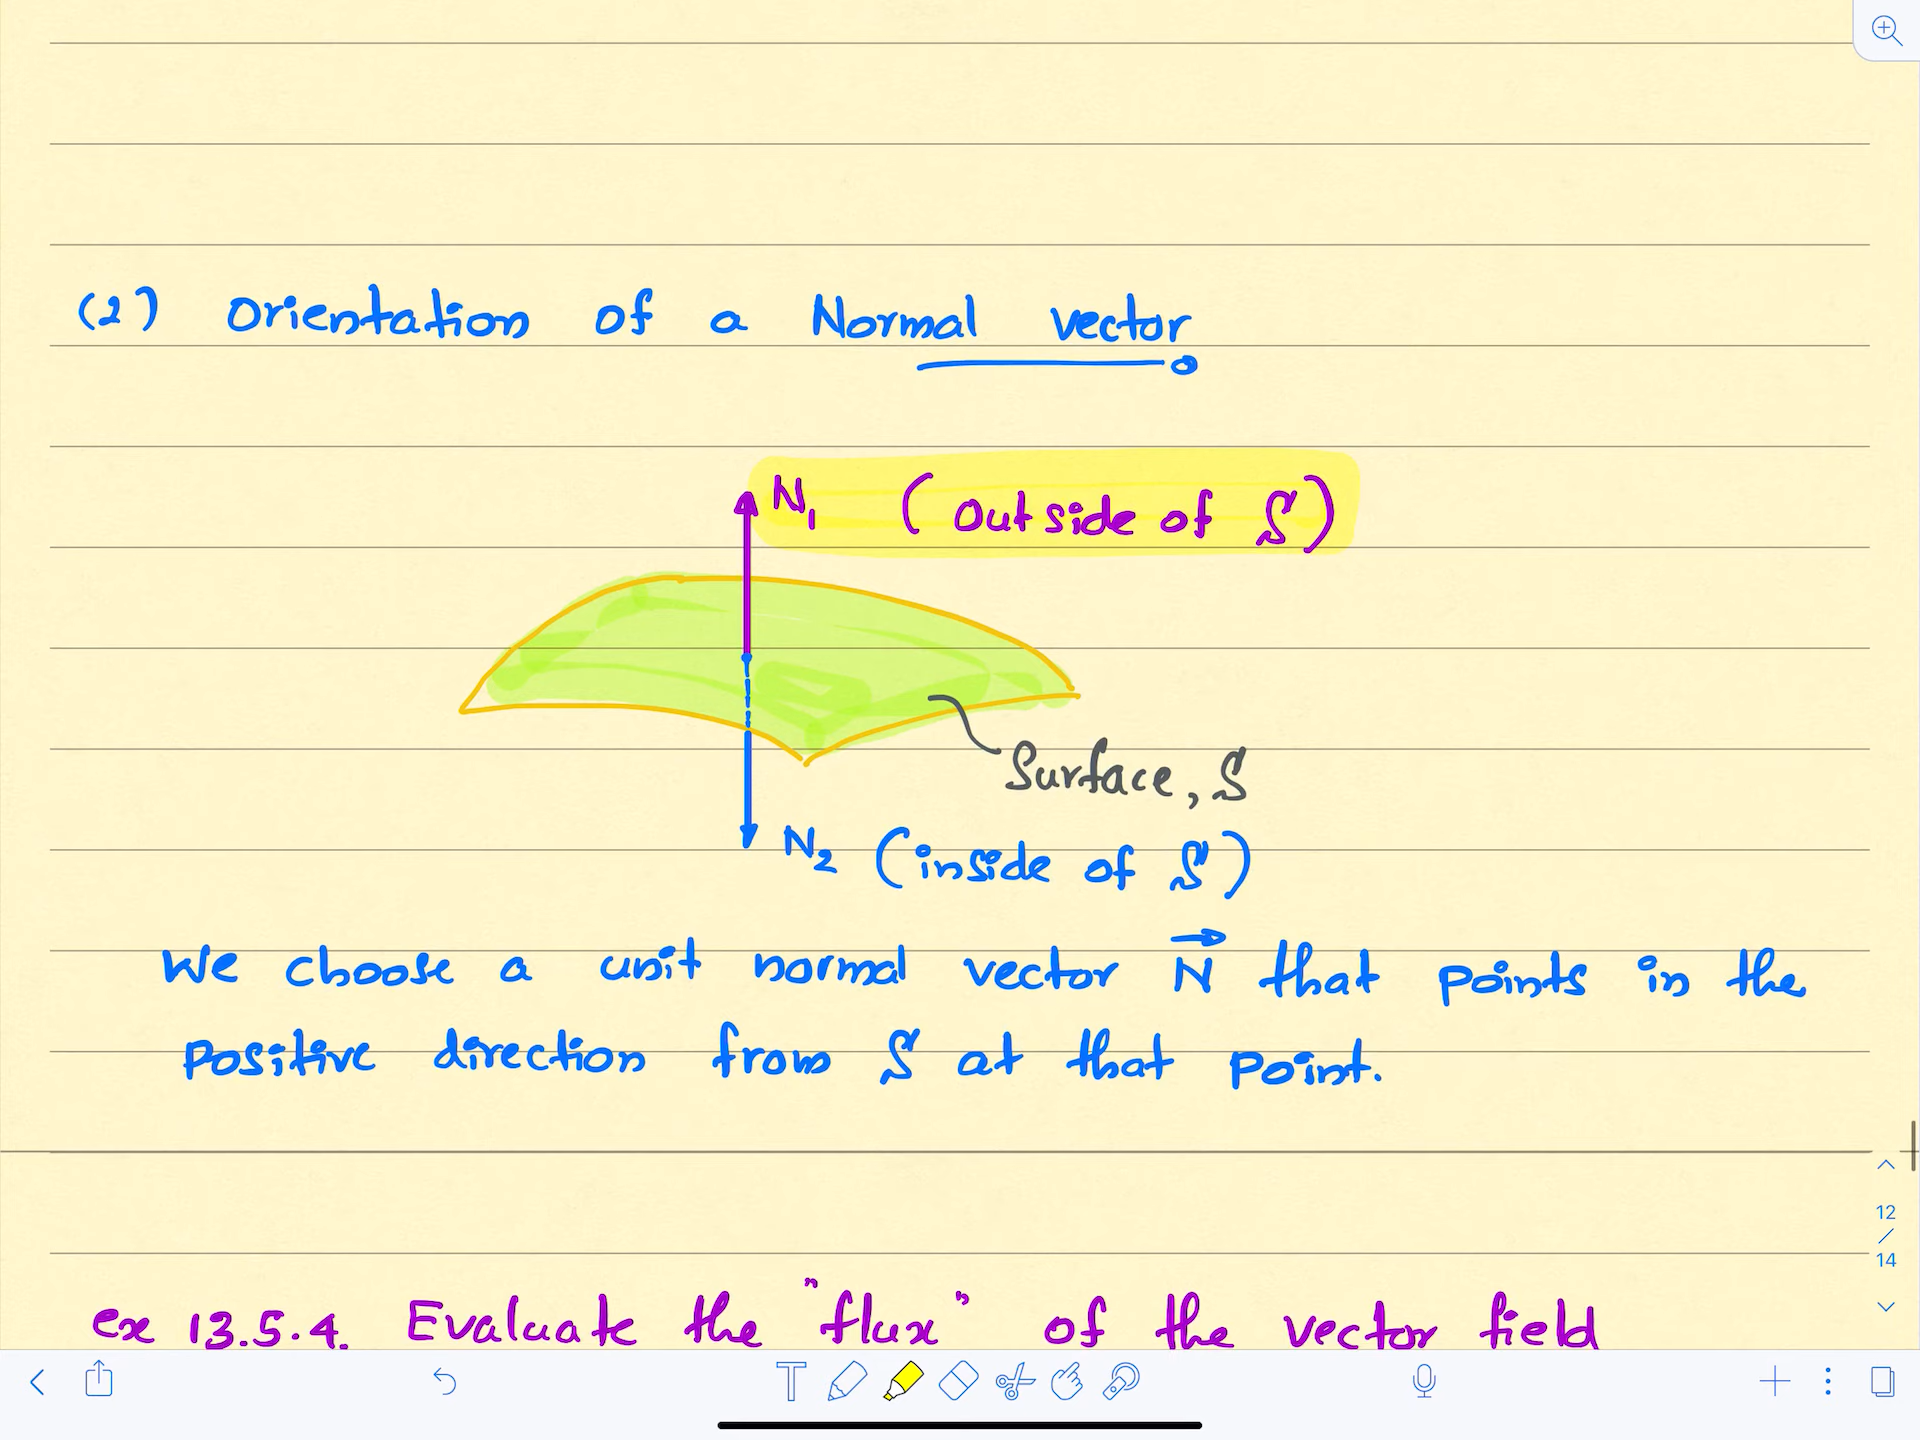 (2) Orientation of a Normal vector
N1 (Outside of S)
Surface, S
N2 (inside of S)
We choose a unit normal vector N that points in the
positive direction from S at that point.
12
/
14
ex 13.5.4. Evaluate the "flux" of the vector field